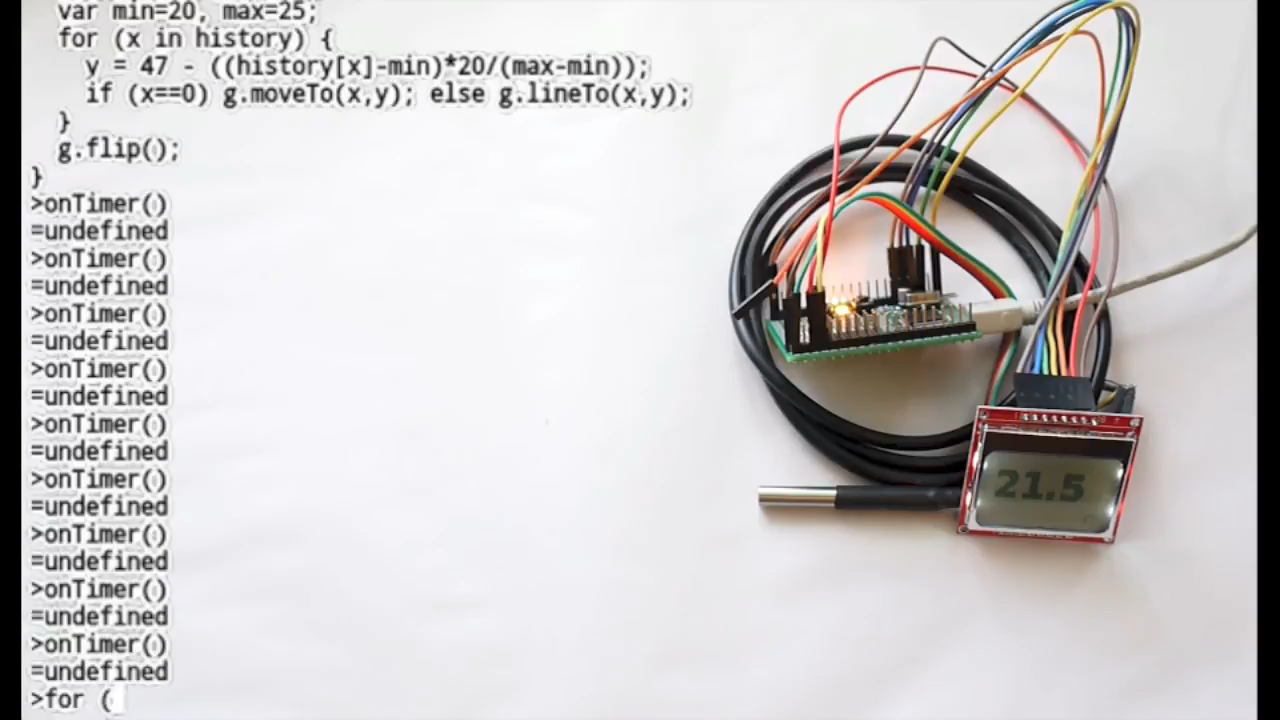 var min=20, max=25;
for (x in history) {
y = 47 - ((history[x]-min)*20/(max-min));
if (x==0) g.moveTo(x,y); else g.lineTo(x,y);
}
g.flip();
}
>onTimer()
=undefined
>onTimer()
=undefined
>onTimer()
=undefined
>onTimer()
=undefined
>onTimer()
=undefined
>onTimer()
=undefined
>onTimer()
=undefined
>onTimer()
=undefined
>onTimer()
=undefined
>for (
21.5